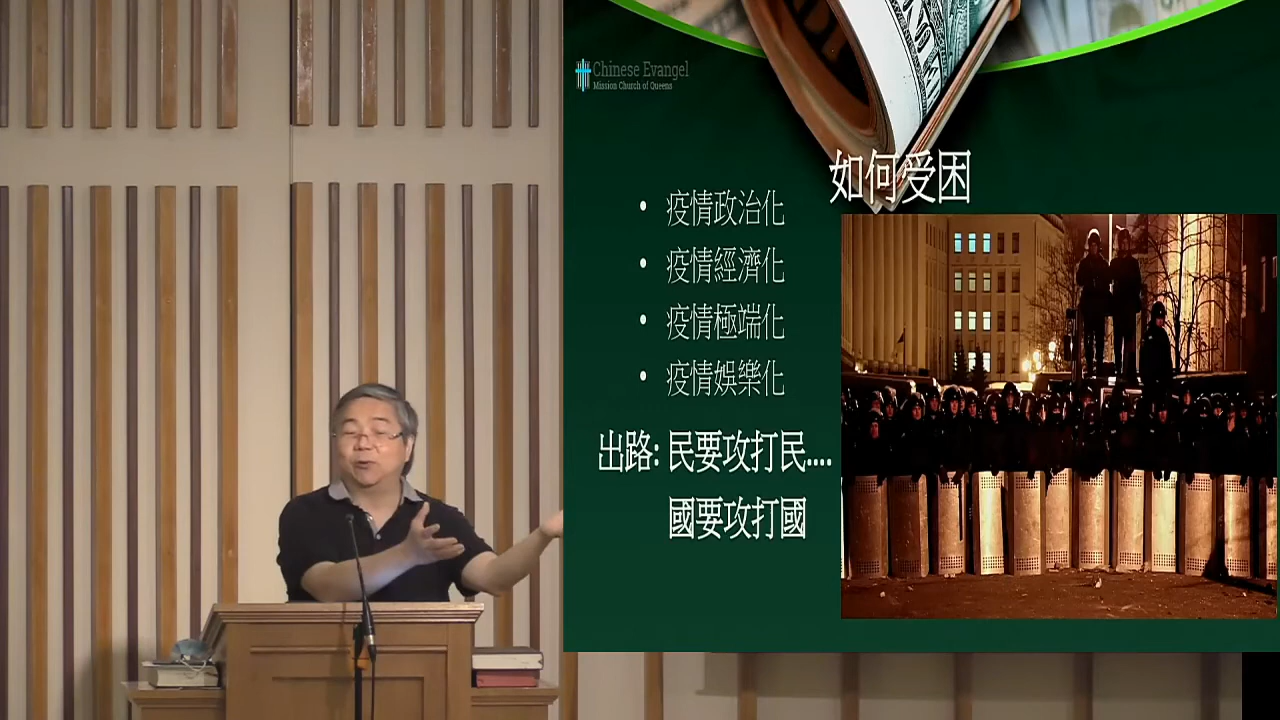 Chinese Evangel
Mission Church of Queens
如何受困
• 疫情政治化
• 疫情經濟化
• 疫情極端化
• 疫情娛樂化
出路: 民要攻打民....
國要攻打國